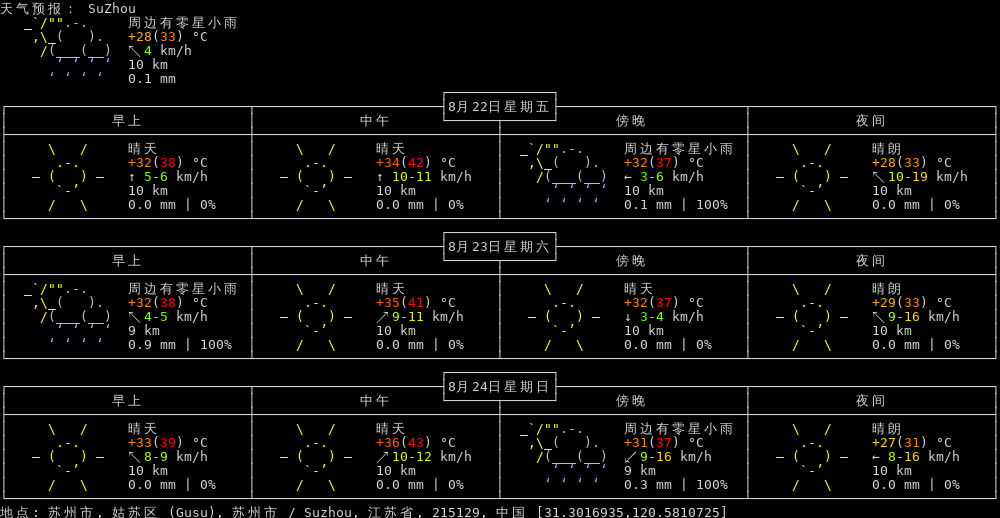 天气预报: SuZhou
周边有零星小雨
+28(33) °C
↖ 4 km/h
10 km
0.1 mm
8月22日星期五
早上 中午 傍晚 夜间
晴天 晴天 周边有零星小雨 晴朗
+32(38) °C +34(42) °C +32(37) °C +28(33) °C
↑ 5-6 km/h ↑ 10-11 km/h ← 3-6 km/h ↖ 10-19 km/h
10 km 10 km 10 km 10 km
0.0 mm | 0% 0.0 mm | 0% 0.1 mm | 100% 0.0 mm | 0%
8月23日星期六
早上 中午 傍晚 夜间
周边有零星小雨 晴天 晴天 晴朗
+32(38) °C +35(41) °C +32(37) °C +29(33) °C
↖ 4-5 km/h ↗ 9-11 km/h ↓ 3-4 km/h ↖ 9-16 km/h
9 km 10 km 10 km 10 km
0.9 mm | 100% 0.0 mm | 0% 0.0 mm | 0% 0.0 mm | 0%
8月24日星期日
早上 中午 傍晚 夜间
晴天 晴天 周边有零星小雨 晴朗
+33(39) °C +36(43) °C +31(37) °C +27(31) °C
↖ 8-9 km/h ↗ 10-12 km/h ↙ 9-16 km/h ← 8-16 km/h
10 km 10 km 9 km 10 km
0.0 mm | 0% 0.0 mm | 0% 0.3 mm | 100% 0.0 mm | 0%
地点: 苏州市, 姑苏区 (Gusu), 苏州市 / Suzhou, 江苏省, 215129, 中国 [31.3016935,120.5810725]